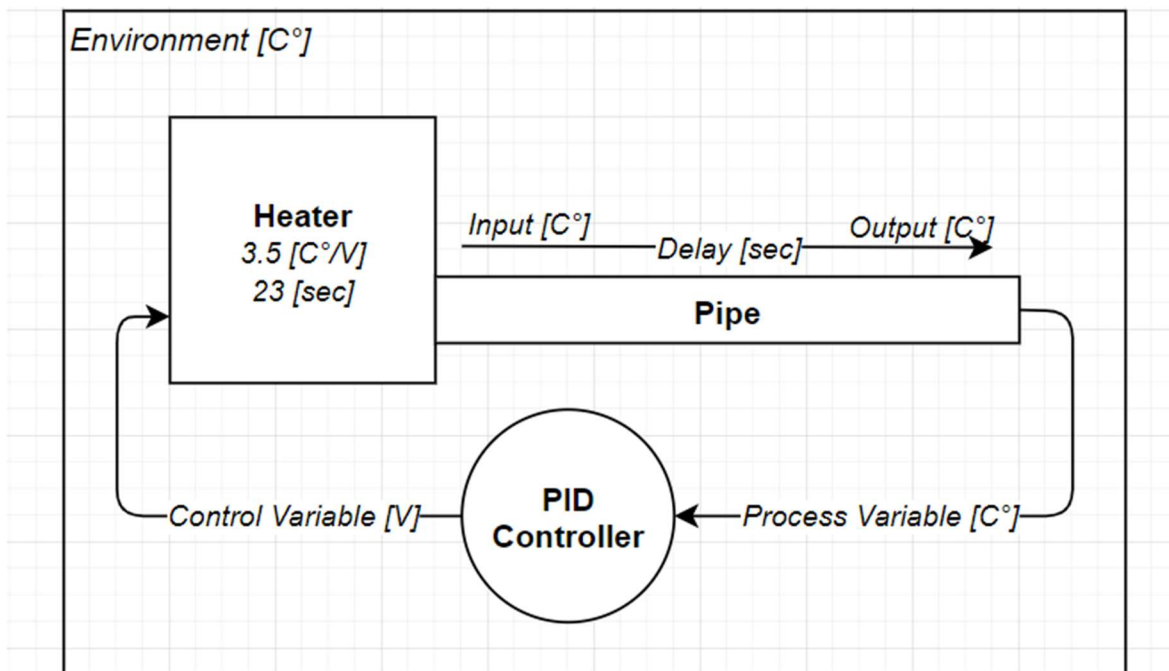 Environment [C°]
Heater
3.5 [C°/V]
23 [sec]
Input [C°]
Delay [sec]
Output [C°]
Pipe
PID
Controller
Control Variable [V]
Process Variable [C°]